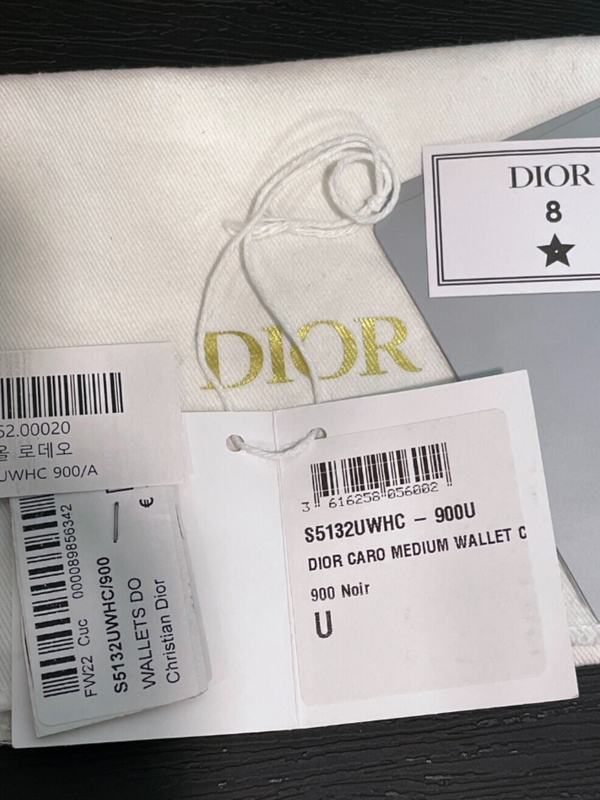 DIOR
8
DIOR
52.00020
로데오
UWHC 900/A
000089856342
FW22 Cuc
€
S5132UWHC/900
WALLETS DO
Christian Dior
3 616258 056002
S5132UWHC – 900U
DIOR CARO MEDIUM WALLET C
900 Noir
U